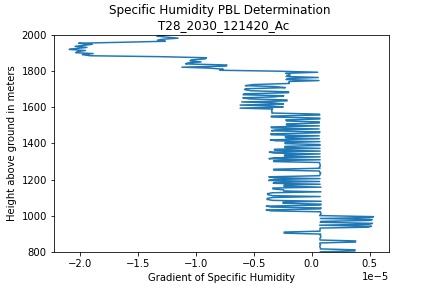 Specific Humidity PBL Determination
T28_2030_121420_Ac
Height above ground in meters
2000
1800
1600
1400
1200
1000
800
−2.0 −1.5 −1.0 −0.5 0.0 0.5
1e−5
Gradient of Specific Humidity